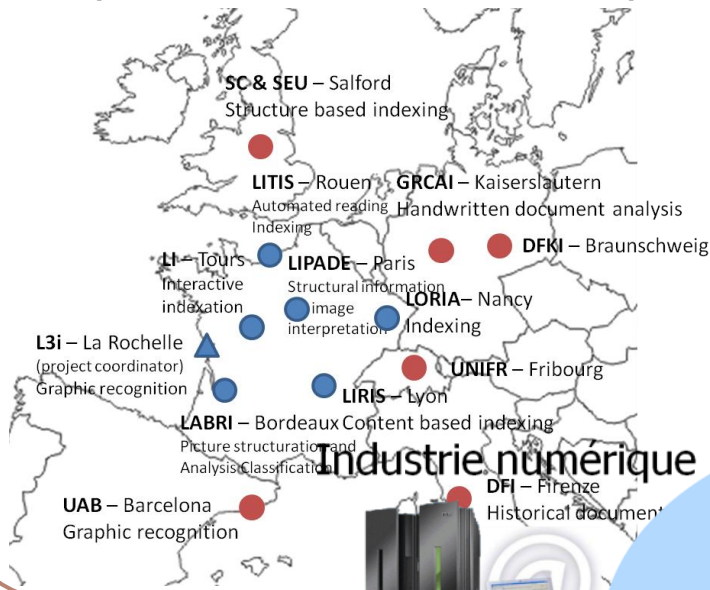 SC & SEU – Salford
Structure based indexing
LITIS – Rouen
Automated reading
Indexing
GRCAI – Kaiserslautern
Handwritten document analysis
DFKI – Braunschweig
LI – Tours
Interactive
indexation
LIPADE – Paris
Structural information
image
interpretation
LORIA– Nancy
Indexing
L3i – La Rochelle
(project coordinator)
Graphic recognition
UNIFR – Fribourg
LIRIS – Lyon
Content based indexing
LABRI – Bordeaux
Picture structuration and
Analysis Classification
Industrie numérique
UAB – Barcelona
Graphic recognition
DFI – Firenze
Historical document
@